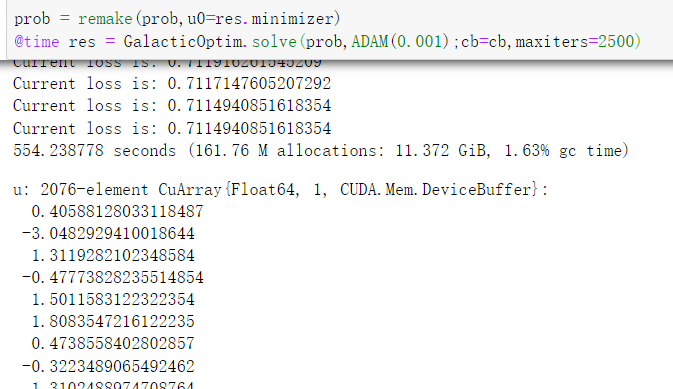 prob = remake(prob,u0=res.minimizer)
@time res = GalacticOptim.solve(prob,ADAM(0.001);cb=cb,maxiters=2500)
Current loss is: 0.711916261545209
Current loss is: 0.7117147605207292
Current loss is: 0.7114940851618354
Current loss is: 0.7114940851618354
554.238778 seconds (161.76 M allocations: 11.372 GiB, 1.63% gc time)
u: 2076-element CuArray{Float64, 1, CUDA.Mem.DeviceBuffer}:
0.40588128033118487
-3.0482929410018644
1.3119282102348584
-0.47773828235514854
1.5011583122322354
1.8083547216122235
0.4738558402802857
-0.3223489065492462
1.3102488974708764